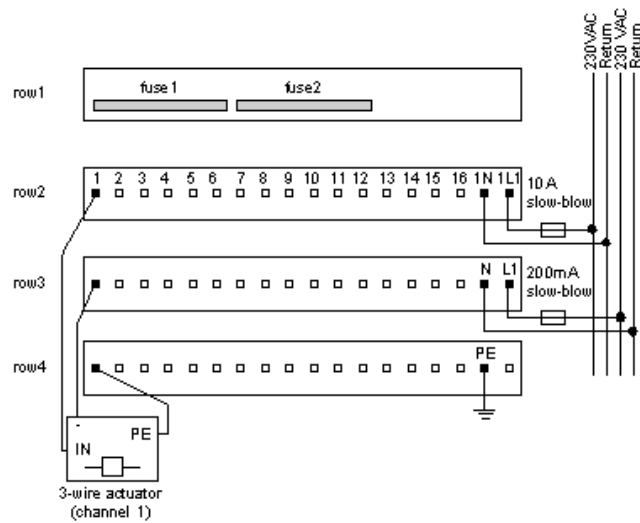 230VAC
Return
230 VAC
Return
row1
fuse1 fuse2
row2
1 2 3 4 5 6 7 8 9 10 11 12 13 14 15 16 1N 1L1
10A
slow-blow
row3
N L1
200mA
slow-blow
row4
PE
-
IN
PE
3-wire actuator
(channel 1)